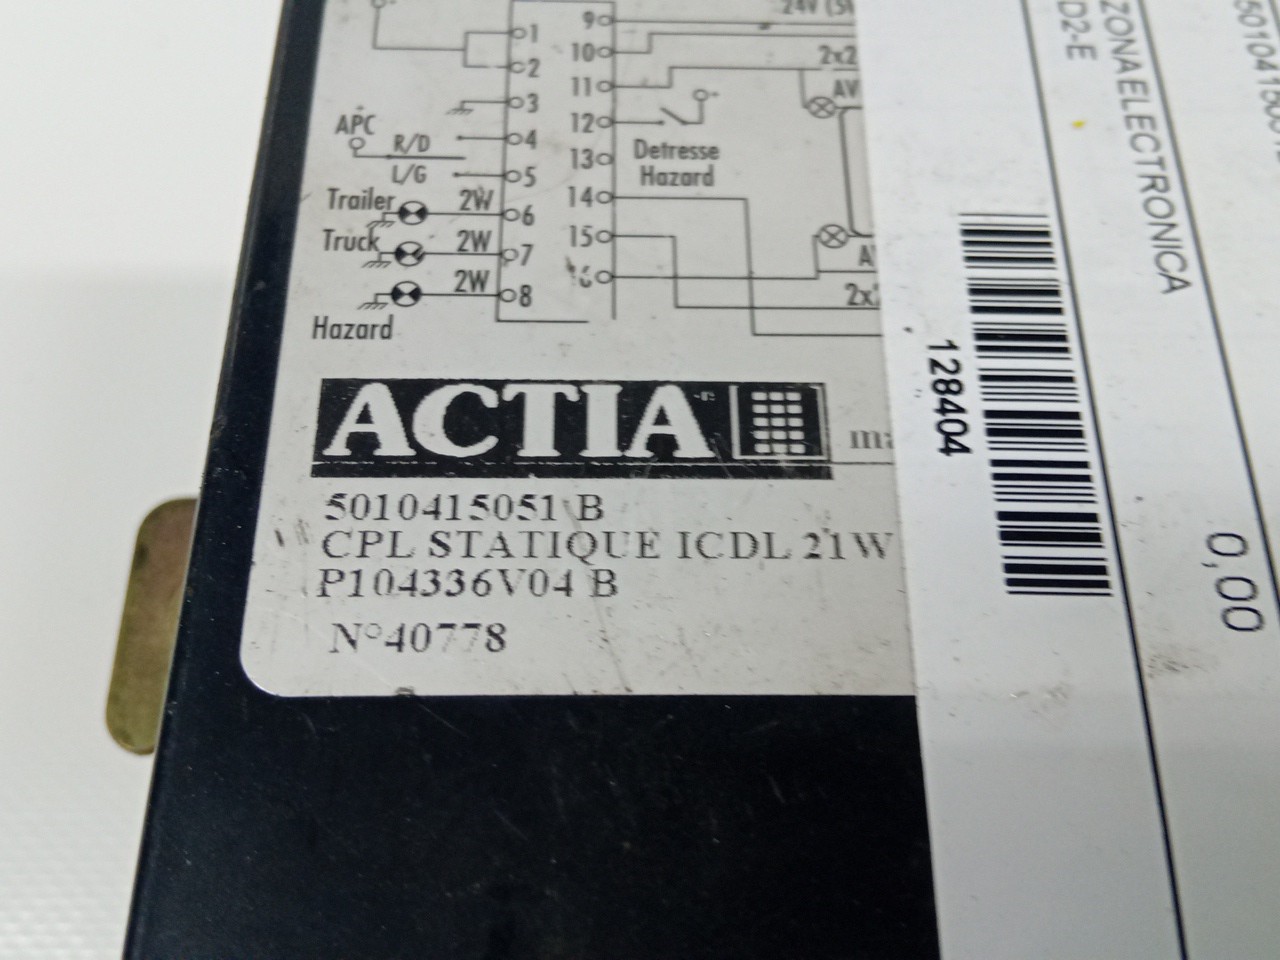 1
2
3
4
5
6
7
8
9
10
11
12
13
14
15
16
24V
2x2
AV
APC
R/D
L/G
Trailer 2W
Truck 2W
2W
Hazard
Detresse
Hazard
ACTIA
5010415051 B
CPL STATIQUE ICDL 21W
P104336V04 B
N°40778
128404
D2-E
ZONAELECTRONICA
0,00